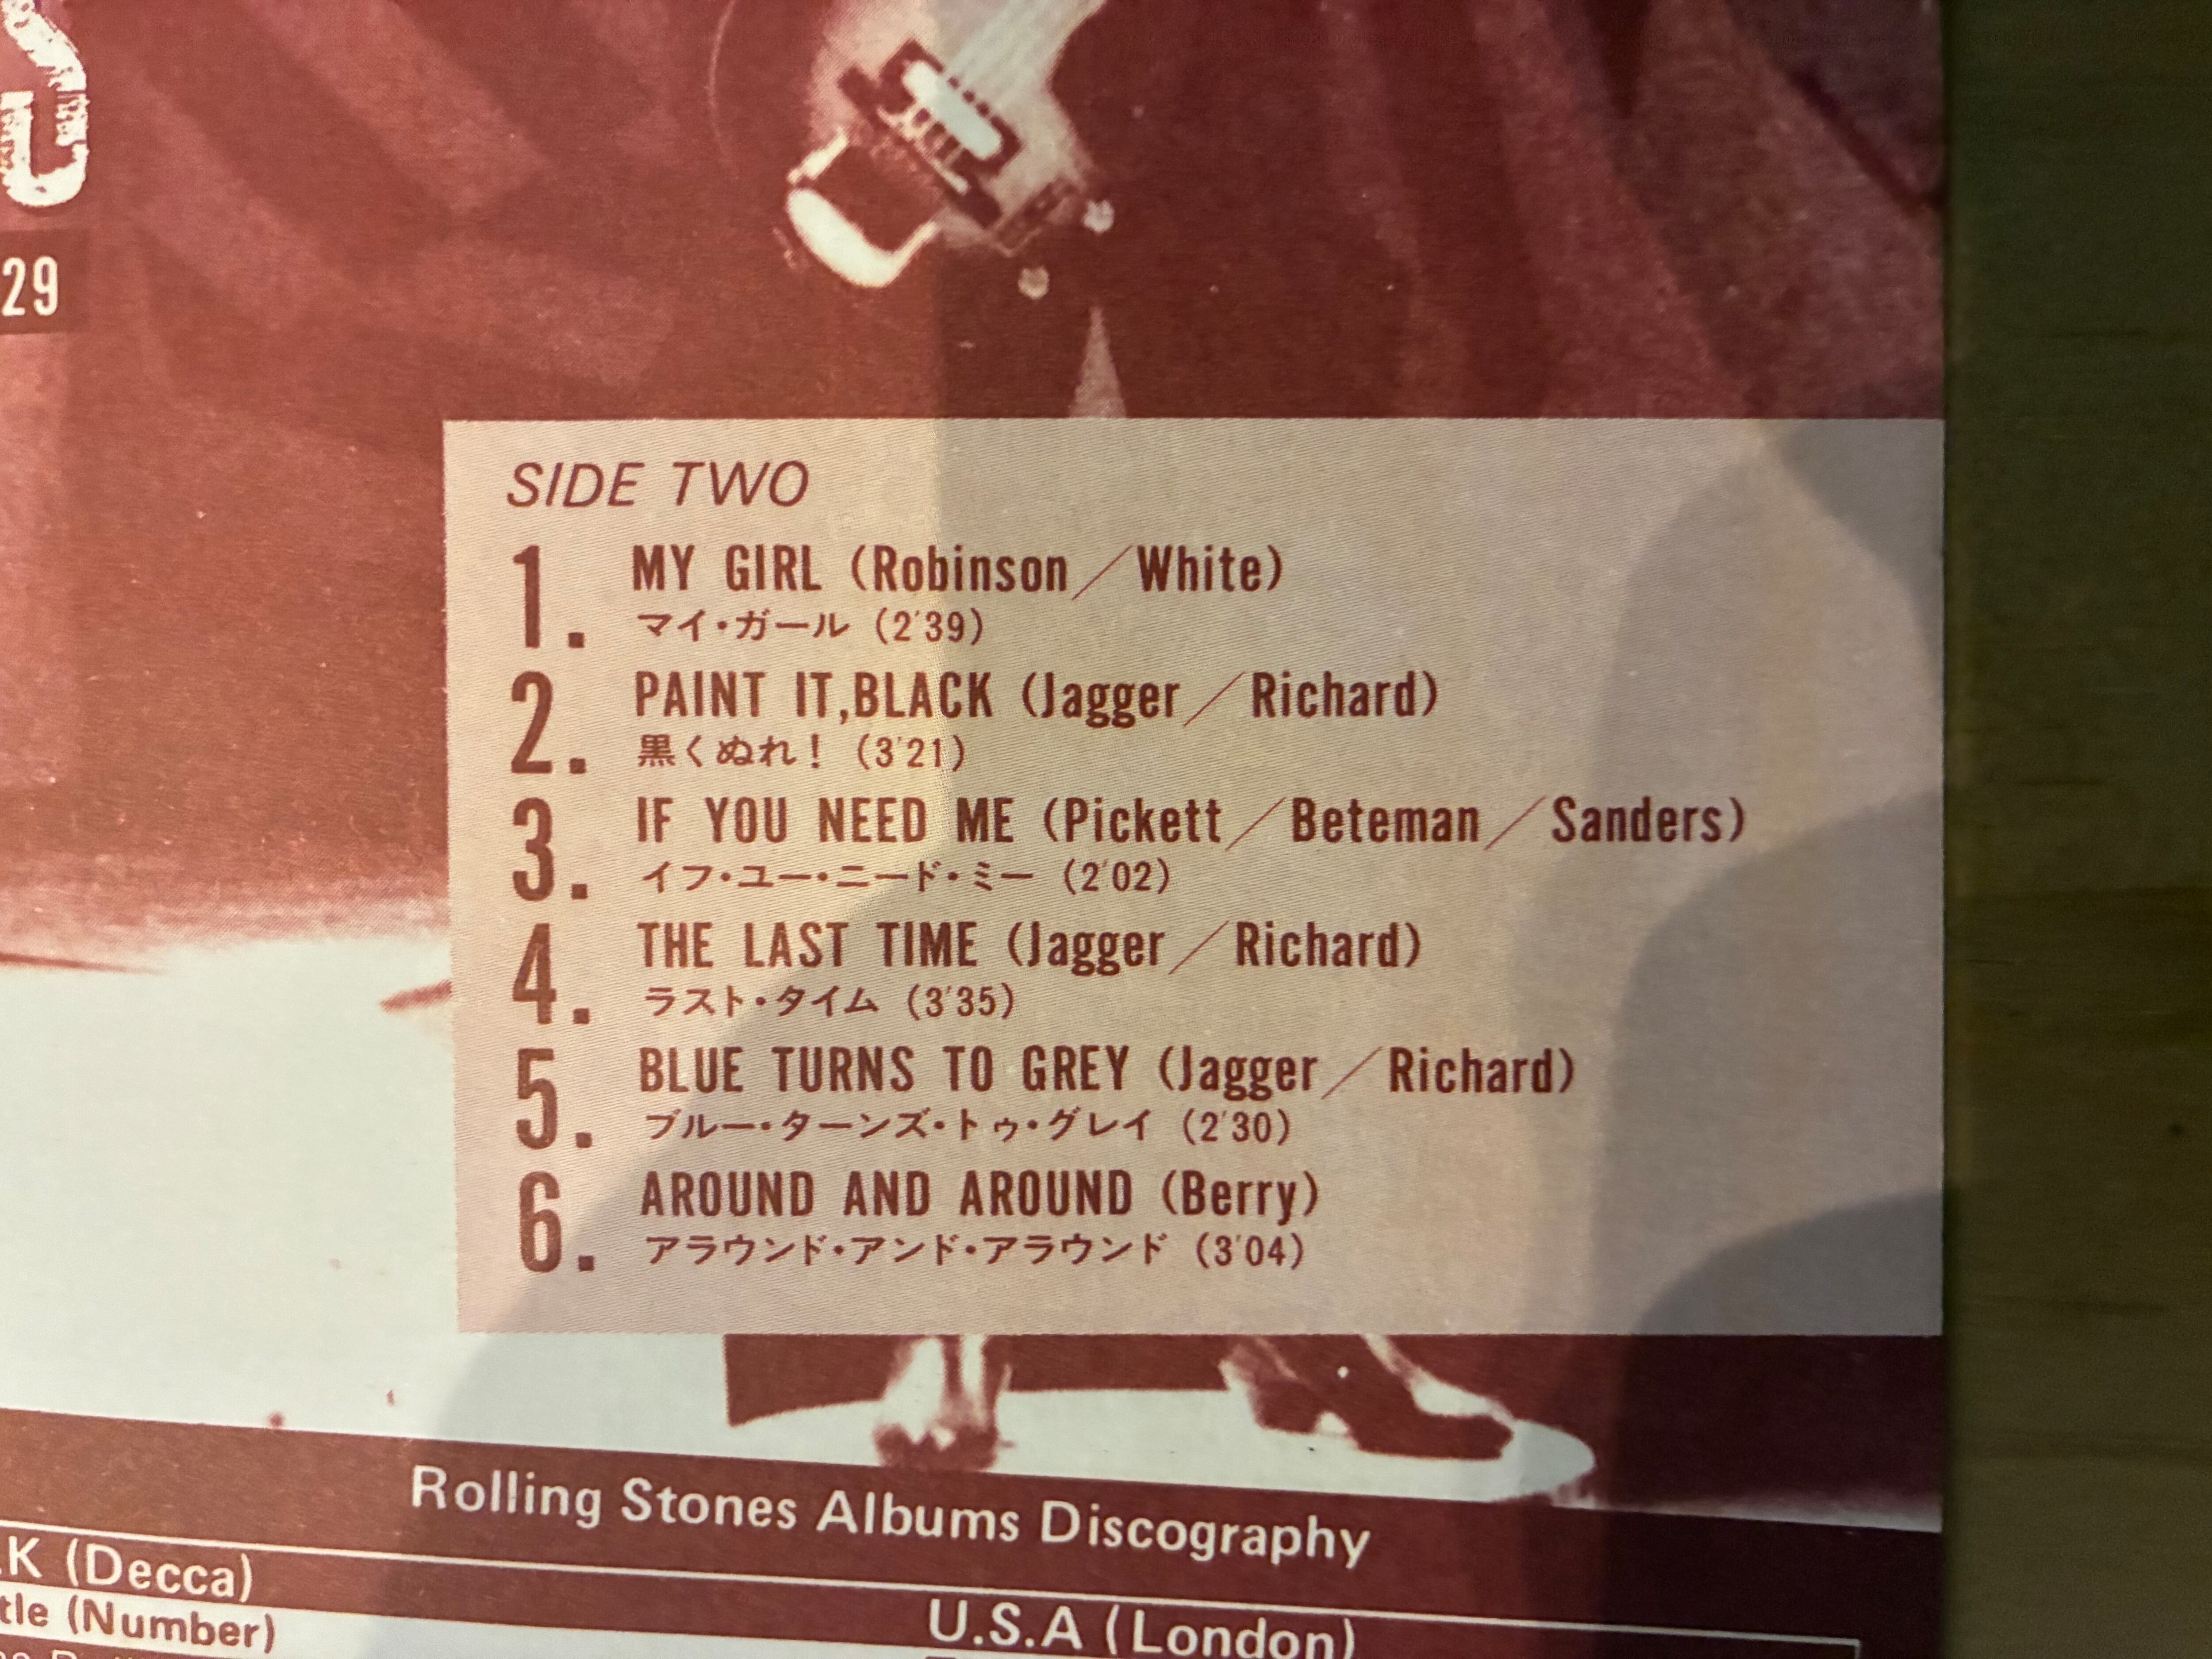 29
SIDE TWO
1. MY GIRL (Robinson／White)
マイ・ガール (2'39)
2. PAINT IT,BLACK (Jagger／Richard)
黒くぬれ！ (3'21)
3. IF YOU NEED ME (Pickett／Beteman／Sanders)
イフ・ユー・ニード・ミー (2'02)
4. THE LAST TIME (Jagger／Richard)
ラスト・タイム (3'35)
5. BLUE TURNS TO GREY (Jagger／Richard)
ブルー・ターンズ・トゥ・グレイ (2'30)
6. AROUND AND AROUND (Berry)
アラウンド・アンド・アラウンド (3'04)
Rolling Stones Albums Discography
.K (Decca)
tle (Number)
U.S.A (London)